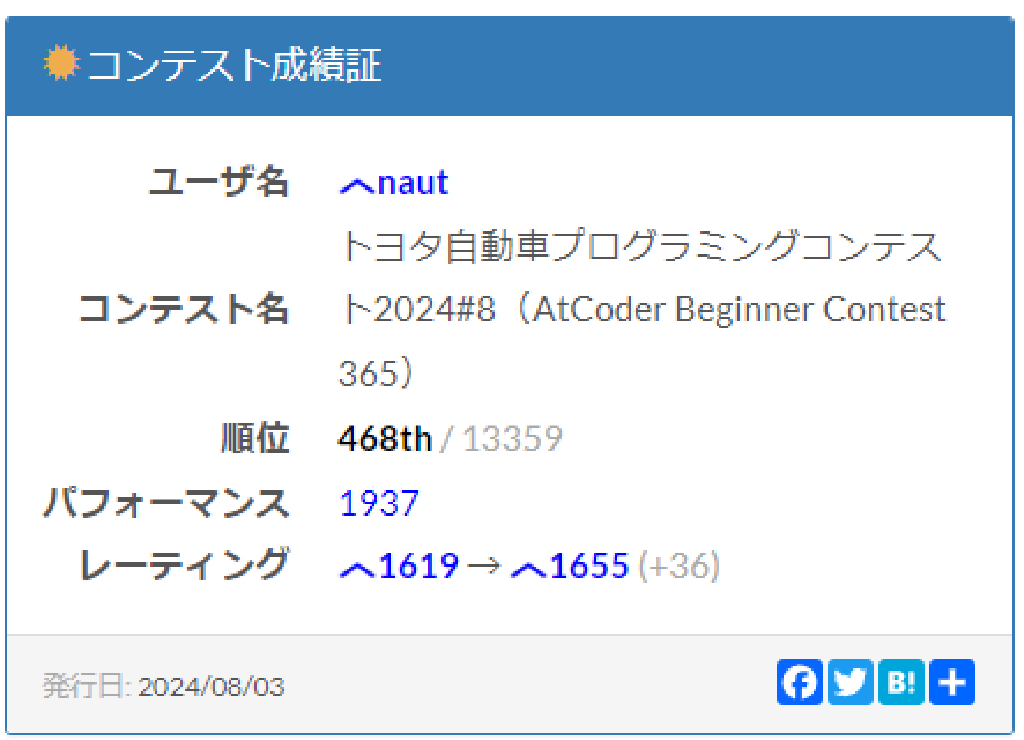 コンテスト成績証
ユーザ名 naut
トヨタ自動車プログラミングコンテス
コンテスト名 ト2024#8（AtCoder Beginner Contest
365）
順位 468th / 13359
パフォーマンス 1937
レーティング 1619 → 1655 (+36)
発行日: 2024/08/03 B!